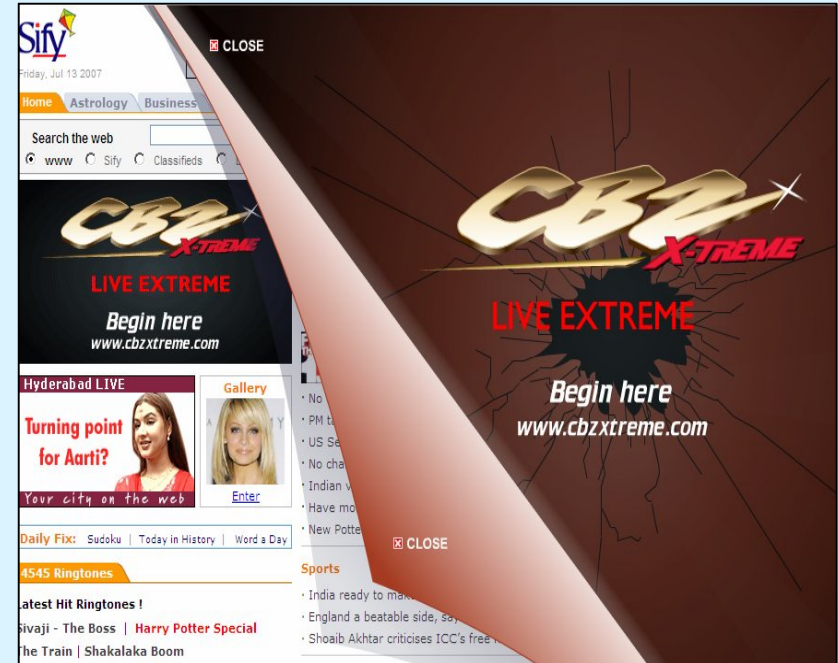 Sify
CLOSE
Friday, Jul 13 2007
Home Astrology Business
Search the web
www Sify Classifieds
CBZ
X-TREME
LIVE EXTREME
Begin here
www.cbzxtreme.com
Hyderabad LIVE
Turning point
for Aarti?
Your city on the web
Gallery
Enter
Daily Fix: Sudoku | Today in History | Word a Day
4545 Ringtones
Latest Hit Ringtones !
Sivaji - The Boss | Harry Potter Special
The Train | Shakalaka Boom
· No
· PM
· US
· No
· Indian
· Have
· New
Sports
· India ready to
· England a beatable side,
· Shoaib Akhtar criticises ICC's free
CLOSE
CBZ
X-TREME
LIVE EXTREME
Begin here
www.cbzxtreme.com